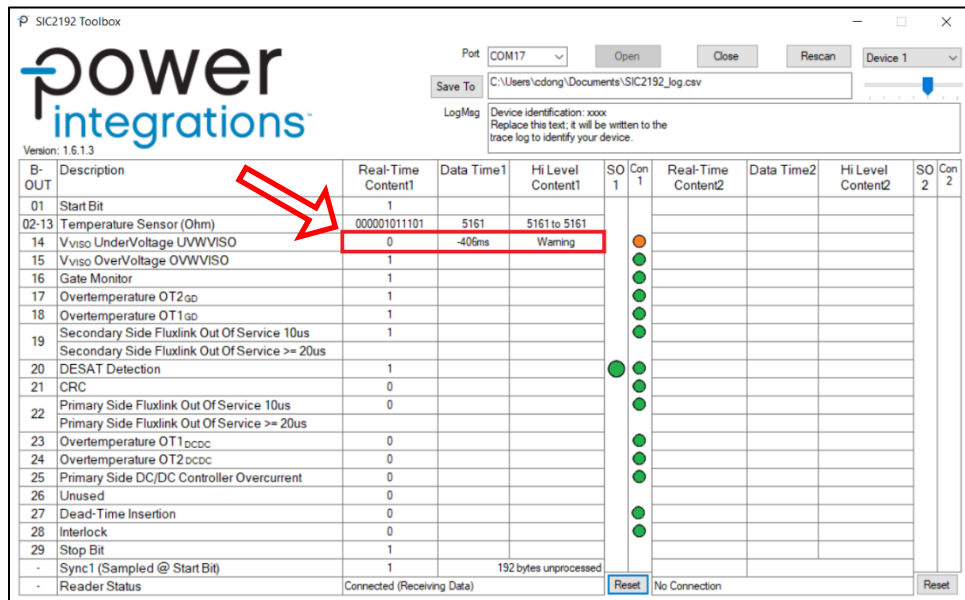 SIC2192 Toolbox
power
integrations
Version: 1.6.1.3
Port COM17 Open Close Rescan Device 1
Save To C:\Users\cdong\Documents\SIC2192_log.csv
LogMsg Device identification: xxxx
Replace this text; it will be written to the
trace log to identify your device.
B-OUT Description Real-Time Content1 Data Time1 Hi Level Content1 SO 1 Con 1 Real-Time Content2 Data Time2 Hi Level Content2 SO 2 Con 2
01 Start Bit 1
02-13 Temperature Sensor (Ohm) 000001011101 5161 5161 to 5161
14 VVISO UnderVoltage UVWVISO 0 -406ms Warning
15 VVISO OverVoltage OVWVISO 1
16 Gate Monitor 1
17 Overtemperature OT2GD 1
18 Overtemperature OT1GD 1
19 Secondary Side Fluxlink Out Of Service 10us 1
Secondary Side Fluxlink Out Of Service >= 20us
20 DESAT Detection 1
21 CRC 0
22 Primary Side Fluxlink Out Of Service 10us 0
Primary Side Fluxlink Out Of Service >= 20us
23 Overtemperature OT1DCDC 0
24 Overtemperature OT2DCDC 0
25 Primary Side DC/DC Controller Overcurrent 0
26 Unused 0
27 Dead-Time Insertion 0
28 Interlock 0
29 Stop Bit 1
- Sync1 (Sampled @ Start Bit) 1 192 bytes unprocessed
- Reader Status Connected (Receiving Data) Reset No Connection Reset